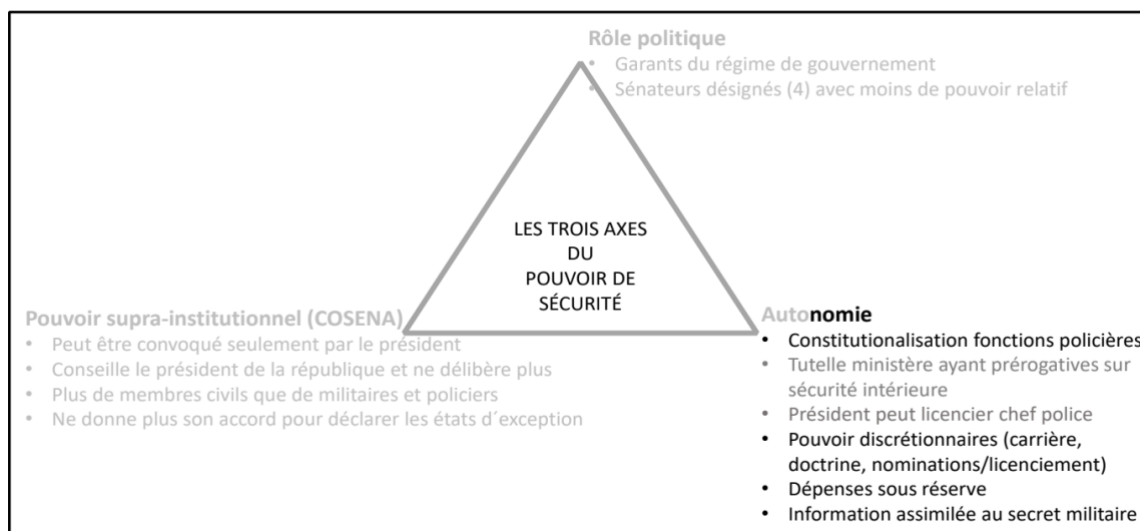 Rôle politique
• Garants du régime de gouvernement
• Sénateurs désignés (4) avec moins de pouvoir relatif
LES TROIS AXES
DU
POUVOIR DE
SÉCURITÉ
Pouvoir supra-institutionnel (COSENA)
• Peut être convoqué seulement par le président
• Conseille le président de la république et ne délibère plus
• Plus de membres civils que de militaires et policiers
• Ne donne plus son accord pour déclarer les états d´exception
Autonomie
• Constitutionalisation fonctions policières
• Tutelle ministère ayant prérogatives sur
sécurité intérieure
• Président peut licencier chef police
• Pouvoir discrétionnaires (carrière,
doctrine, nominations/licenciement)
• Dépenses sous réserve
• Information assimilée au secret militaire